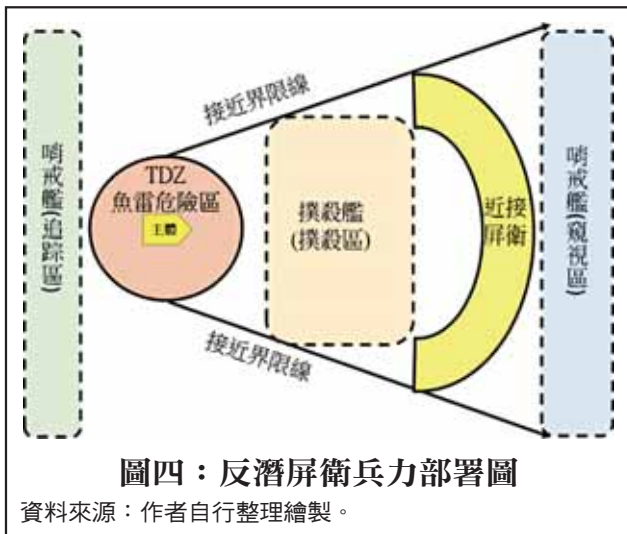 哨戒艦(追踪區)
TDZ
魚雷危險區
主體
接近界限線
撲殺艦
(撲殺區)
近接
屏衛
哨戒艦(窺視區)
接近界限線
圖四：反潛屏衛兵力部署圖
資料來源：作者自行整理繪製。